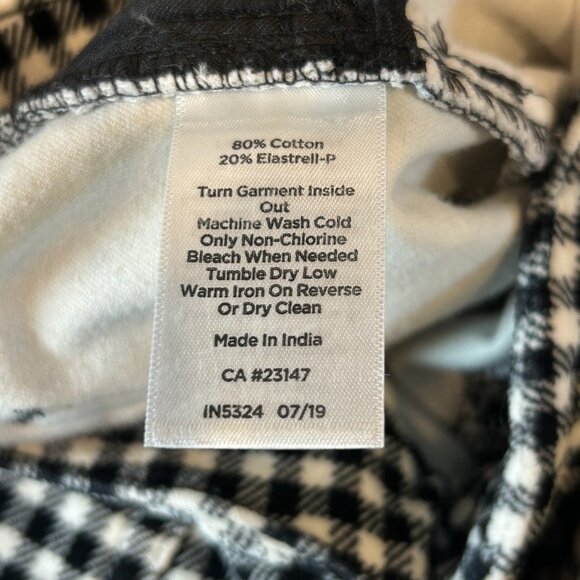 80% Cotton
20% Elastrell-P
Turn Garment Inside
Out
Machine Wash Cold
Only Non-Chlorine
Bleach When Needed
Tumble Dry Low
Warm Iron On Reverse
Or Dry Clean
Made In India
CA #23147
IN5324 07/19